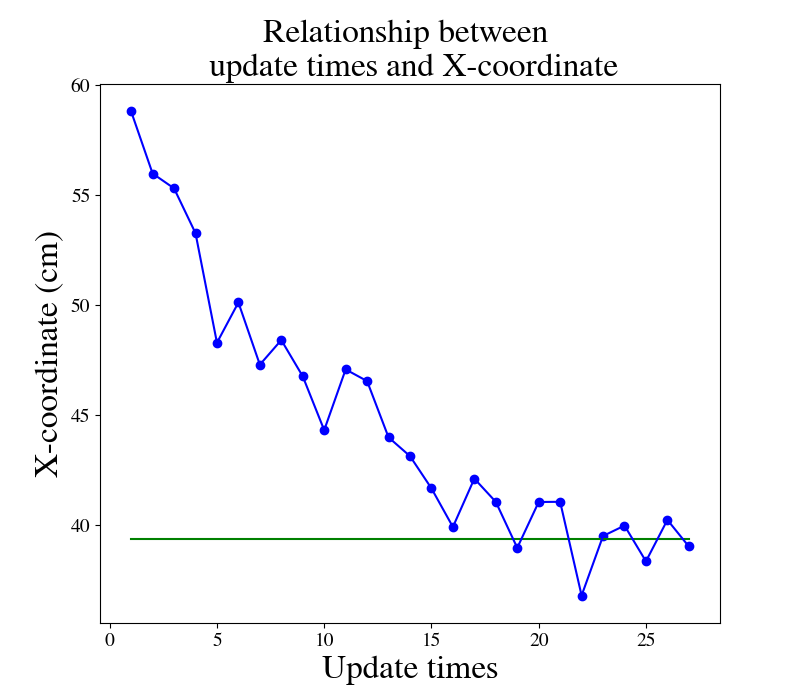 Relationship between
update times and X-coordinate
60
55
50
45
40
X-coordinate (cm)
0 5 10 15 20 25
Update times